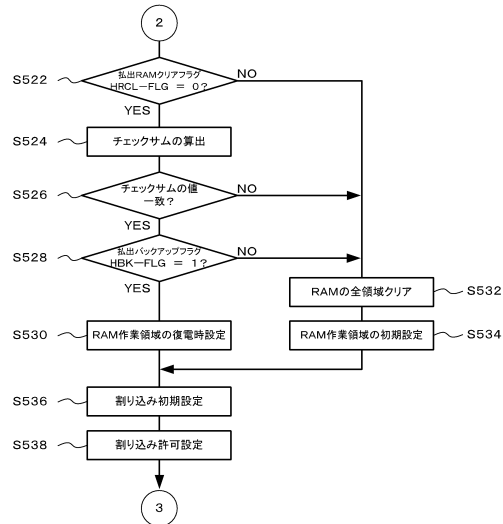 2
S522
払出RAMクリアフラグ
HRCL-FLG = 0?
NO
YES
S524
チェックサムの算出
S526
チェックサムの値
一致?
NO
YES
S528
払出バックアップフラグ
HBK-FLG = 1?
NO
YES
RAMの全領域クリア
S532
S530
RAM作業領域の復電時設定
RAM作業領域の初期設定
S534
S536
割り込み初期設定
S538
割り込み許可設定
3